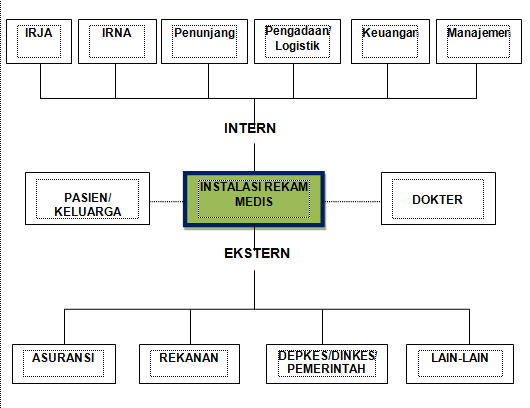 IRJA
IRNA
Penunjang
Pengadaan/
Logistik
Keuangan
Manajemen
INTERN
PASIEN/
KELUARGA
INSTALASI REKAM
MEDIS
DOKTER
EKSTERN
ASURANSI
REKANAN
DEPKES/DINKES/
PEMERINTAH
LAIN-LAIN